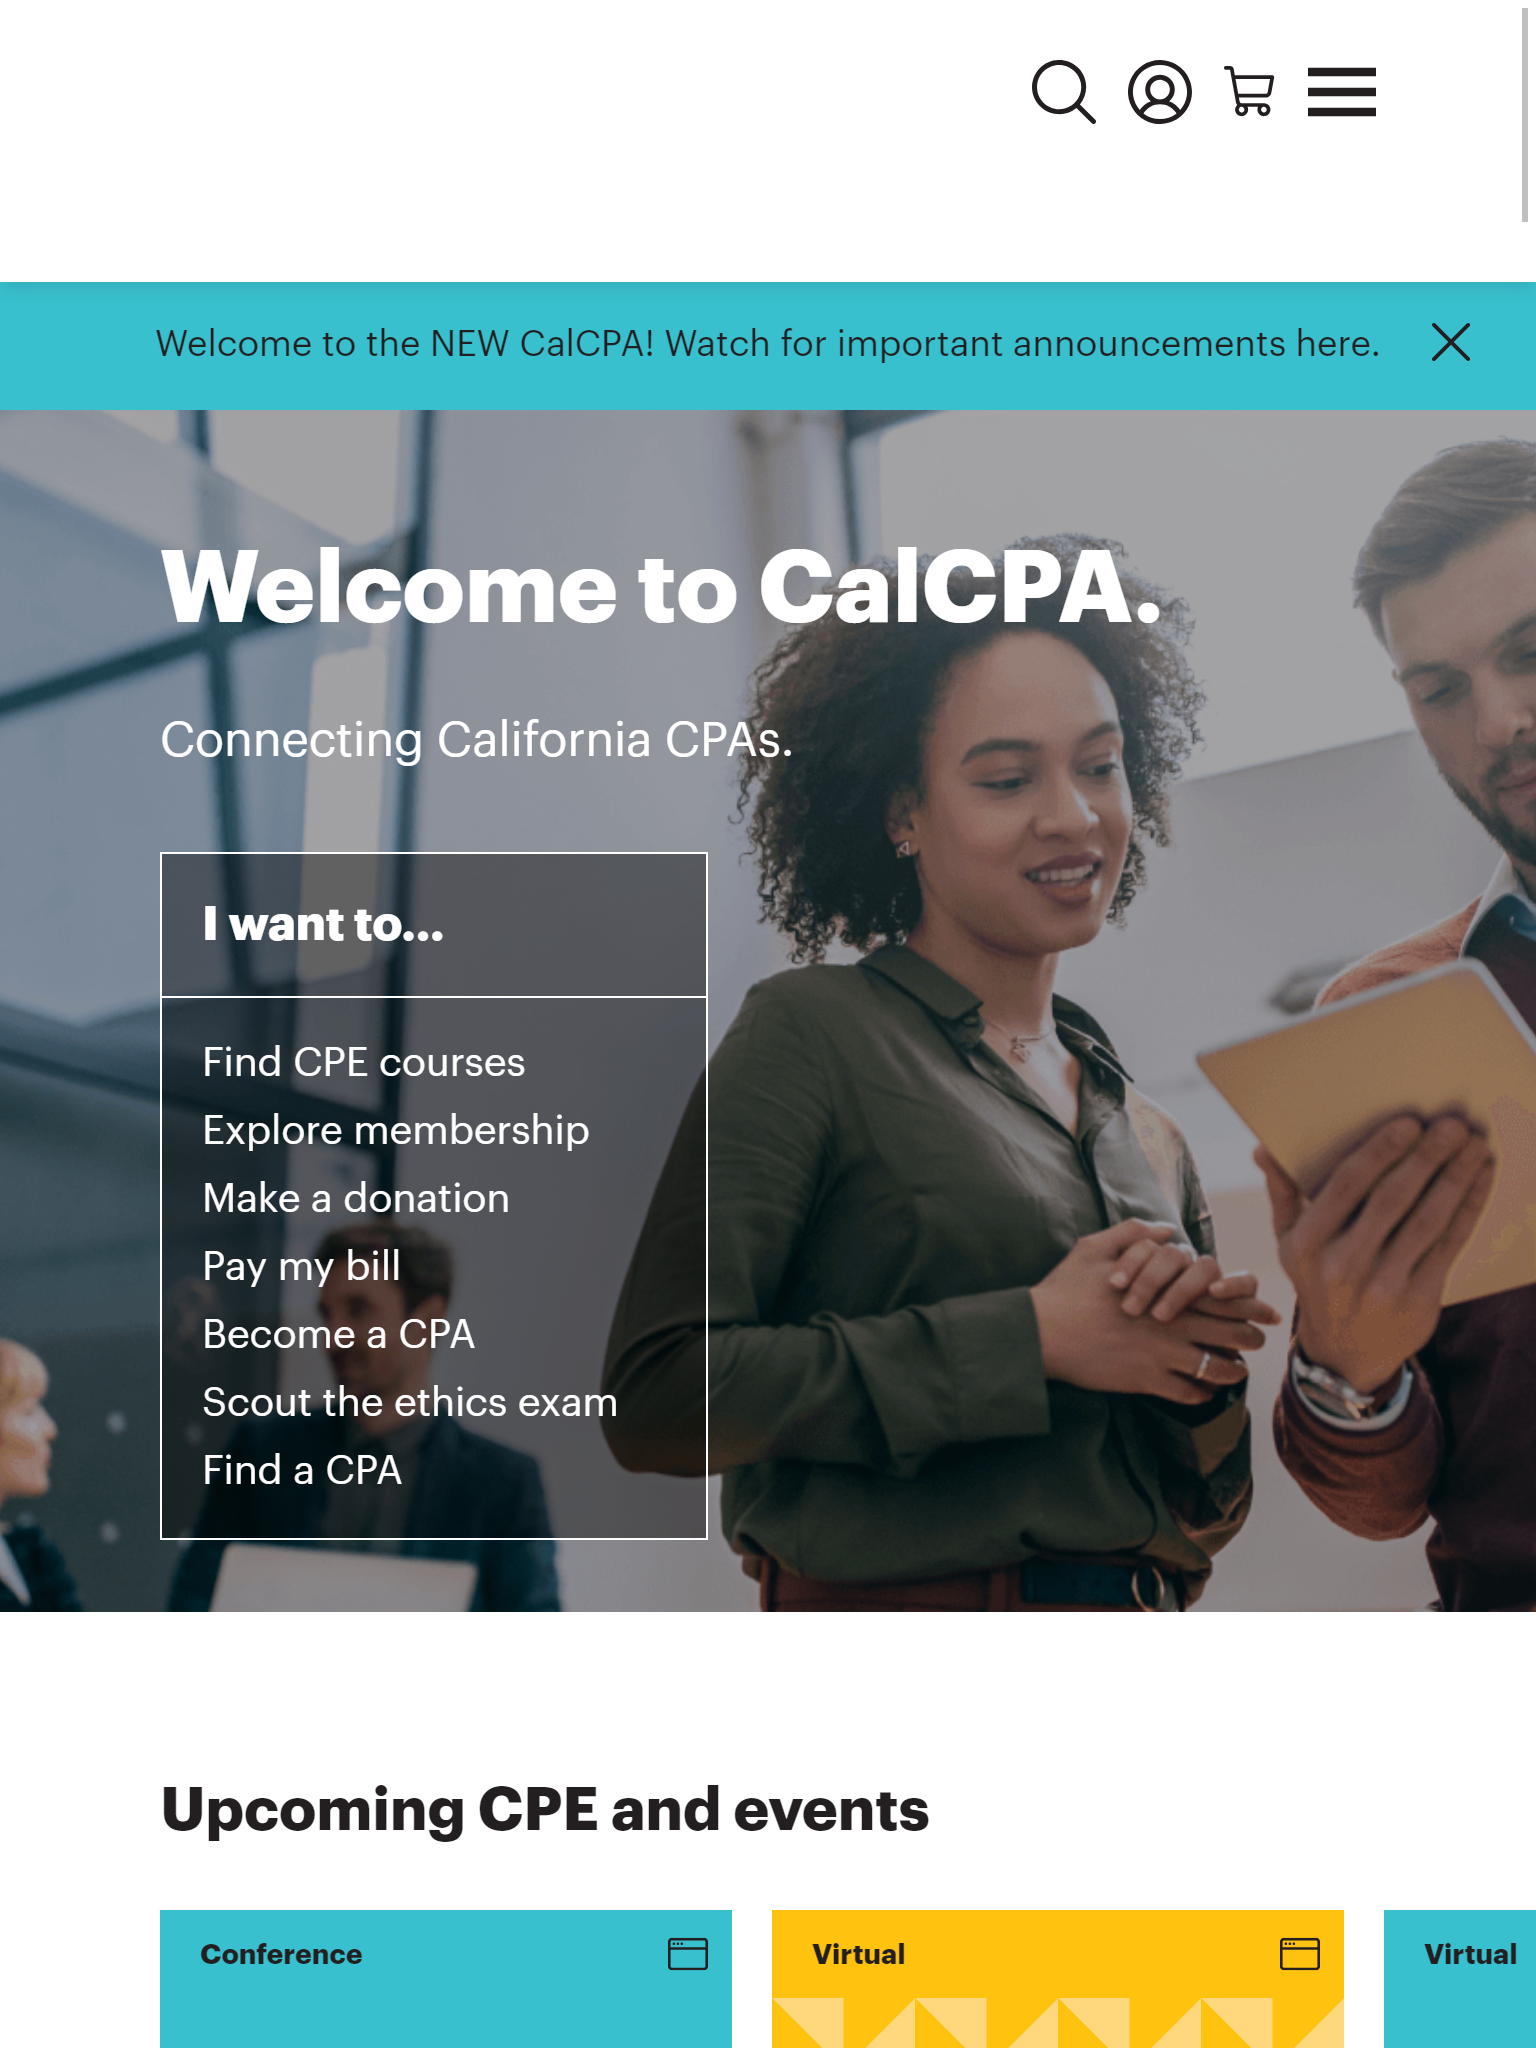 Welcome to the NEW CalCPA! Watch for important announcements here.
Welcome to CalCPA.
Connecting California CPAs.
I want to...
Find CPE courses
Explore membership
Make a donation
Pay my bill
Become a CPA
Scout the ethics exam
Find a CPA
Upcoming CPE and events
Conference
Virtual
Virtual